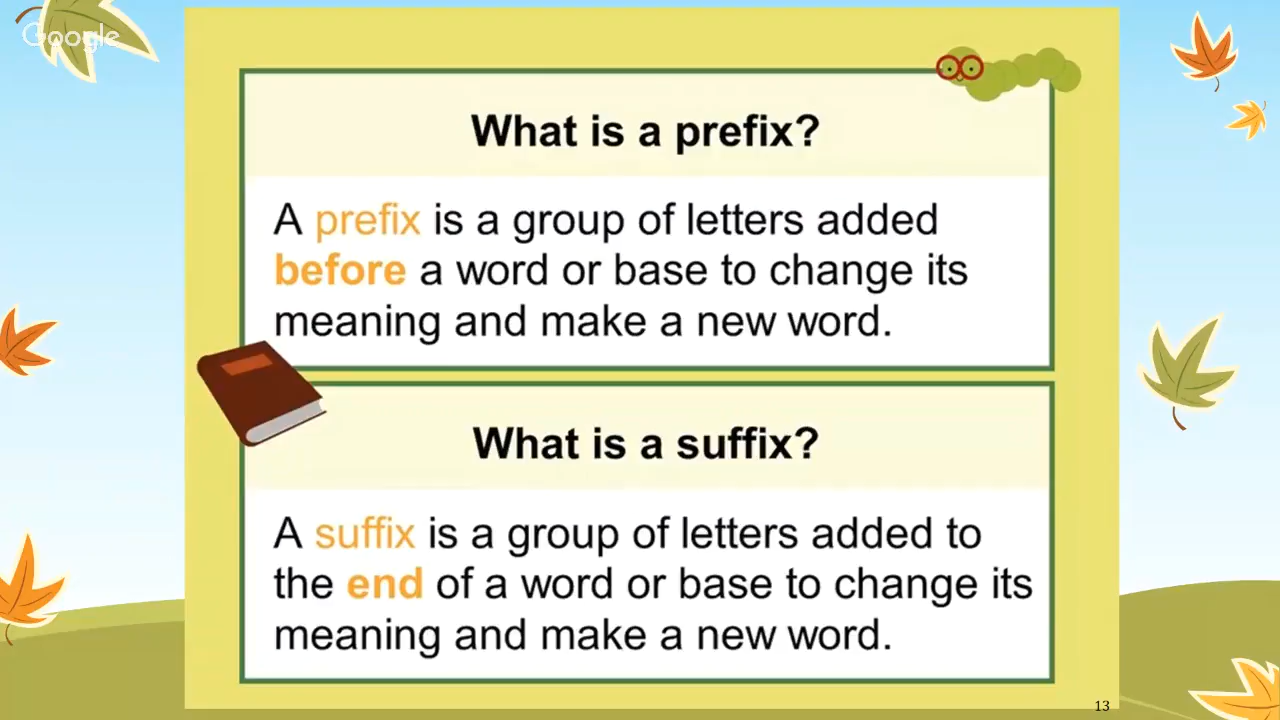 Google
What is a prefix?
A prefix is a group of letters added
before a word or base to change its
meaning and make a new word.
What is a suffix?
A suffix is a group of letters added to
the end of a word or base to change its
meaning and make a new word.
13